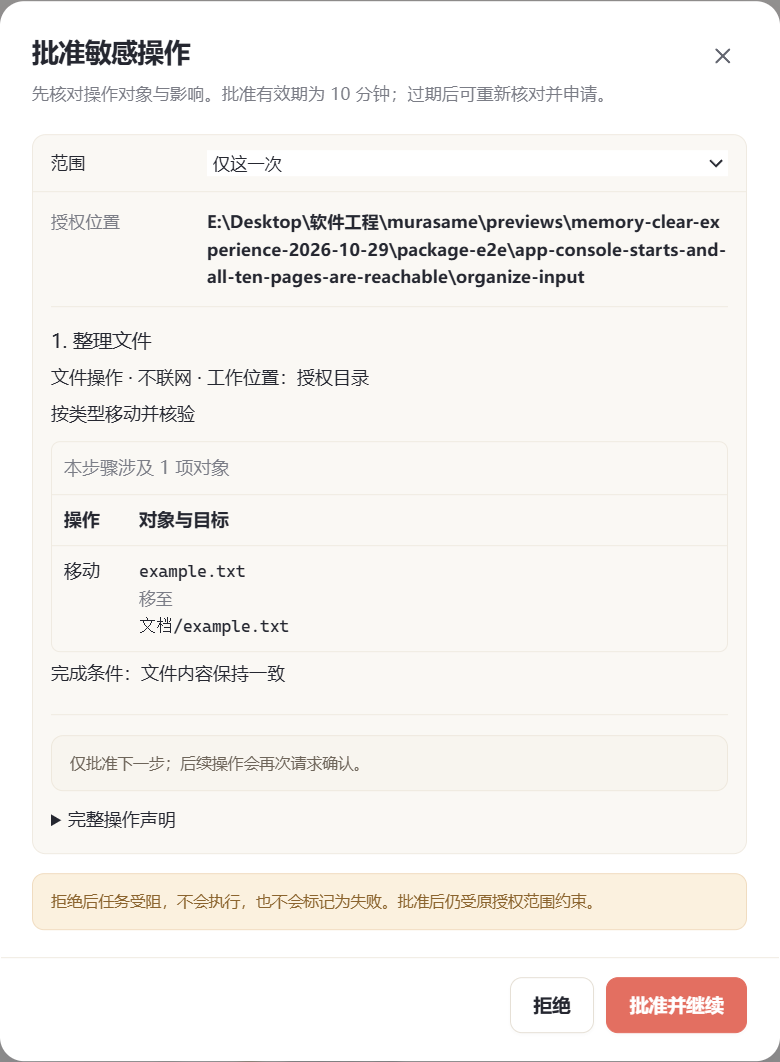 批准敏感操作
先核对操作对象与影响。批准有效期为 10 分钟；过期后可重新核对并申请。
范围 仅这一次
授权位置 E:\Desktop\软件工程\murasame\previews\memory-clear-ex
perience-2026-10-29\package-e2e\app-console-starts-and-
all-ten-pages-are-reachable\organize-input
1. 整理文件
文件操作 · 不联网 · 工作位置：授权目录
按类型移动并核验
本步骤涉及 1 项对象
操作 对象与目标
移动 example.txt
移至
文档/example.txt
完成条件：文件内容保持一致
仅批准下一步；后续操作会再次请求确认。
完整操作声明
拒绝后任务受阻，不会执行，也不会标记为失败。批准后仍受原授权范围约束。
拒绝 批准并继续